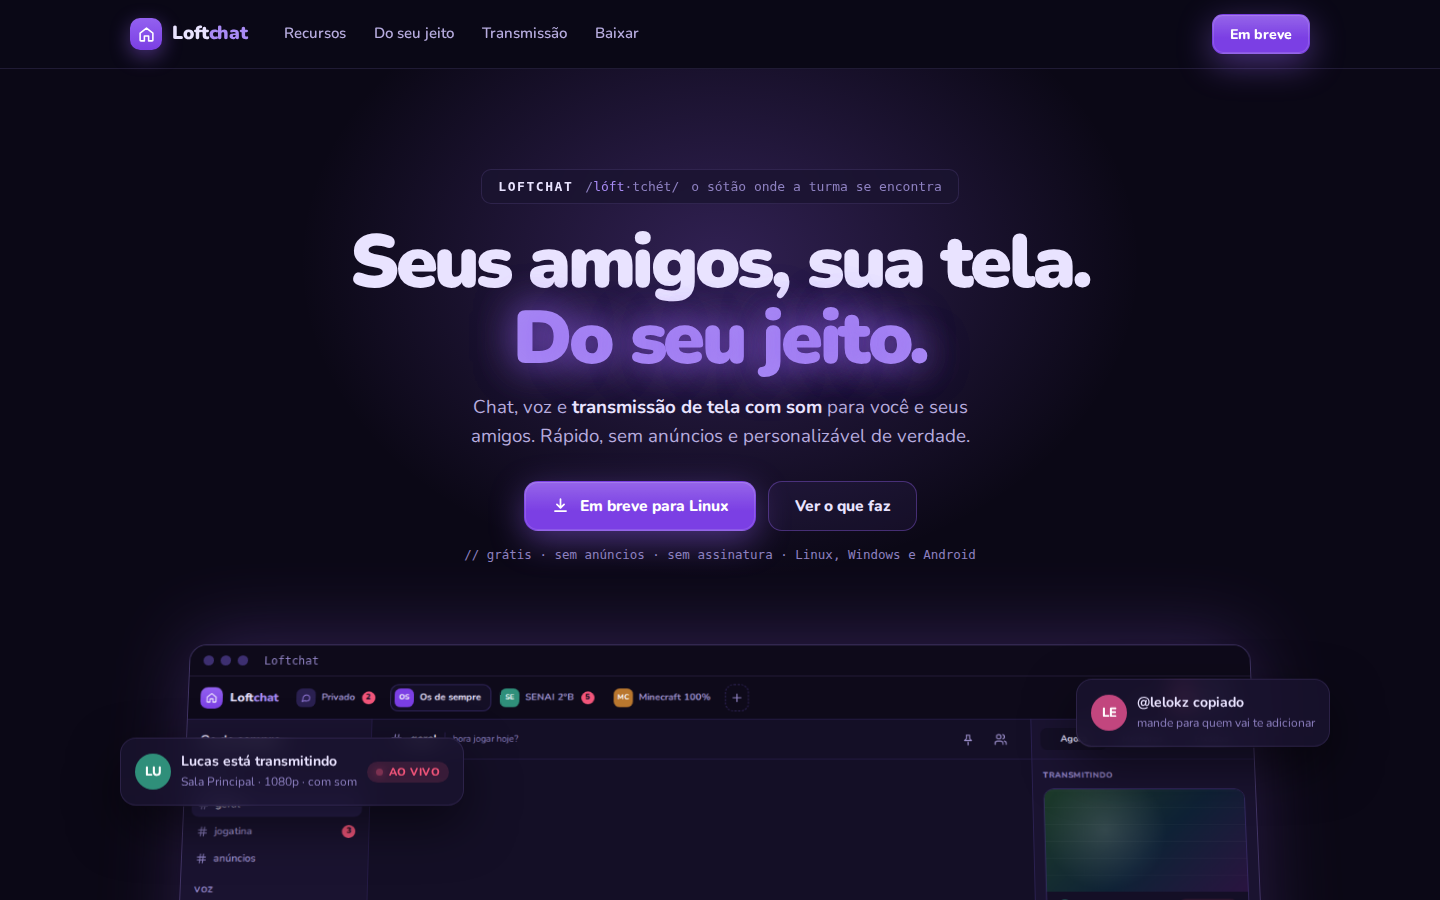 Loftchat
Recursos
Do seu jeito
Transmissão
Baixar
Em breve
LOFTCHAT /lóft·tchét/ o sótão onde a turma se encontra
Seus amigos, sua tela.
Do seu jeito.
Chat, voz e transmissão de tela com som para você e seus
amigos. Rápido, sem anúncios e personalizável de verdade.
Em breve para Linux
Ver o que faz
// grátis · sem anúncios · sem assinatura · Linux, Windows e Android
Loftchat
Loftchat
Privado 2
OS Os de sempre
SE SENAI 2°B 5
MC Minecraft 100%
+
hora jogar hoje?
LE
@lelokz copiado
mande para quem vai te adicionar
LU
Lucas está transmitindo
Sala Principal · 1080p · com som
AO VIVO
TRANSMITINDO
# jogatina 3
# anúncios
VOZ